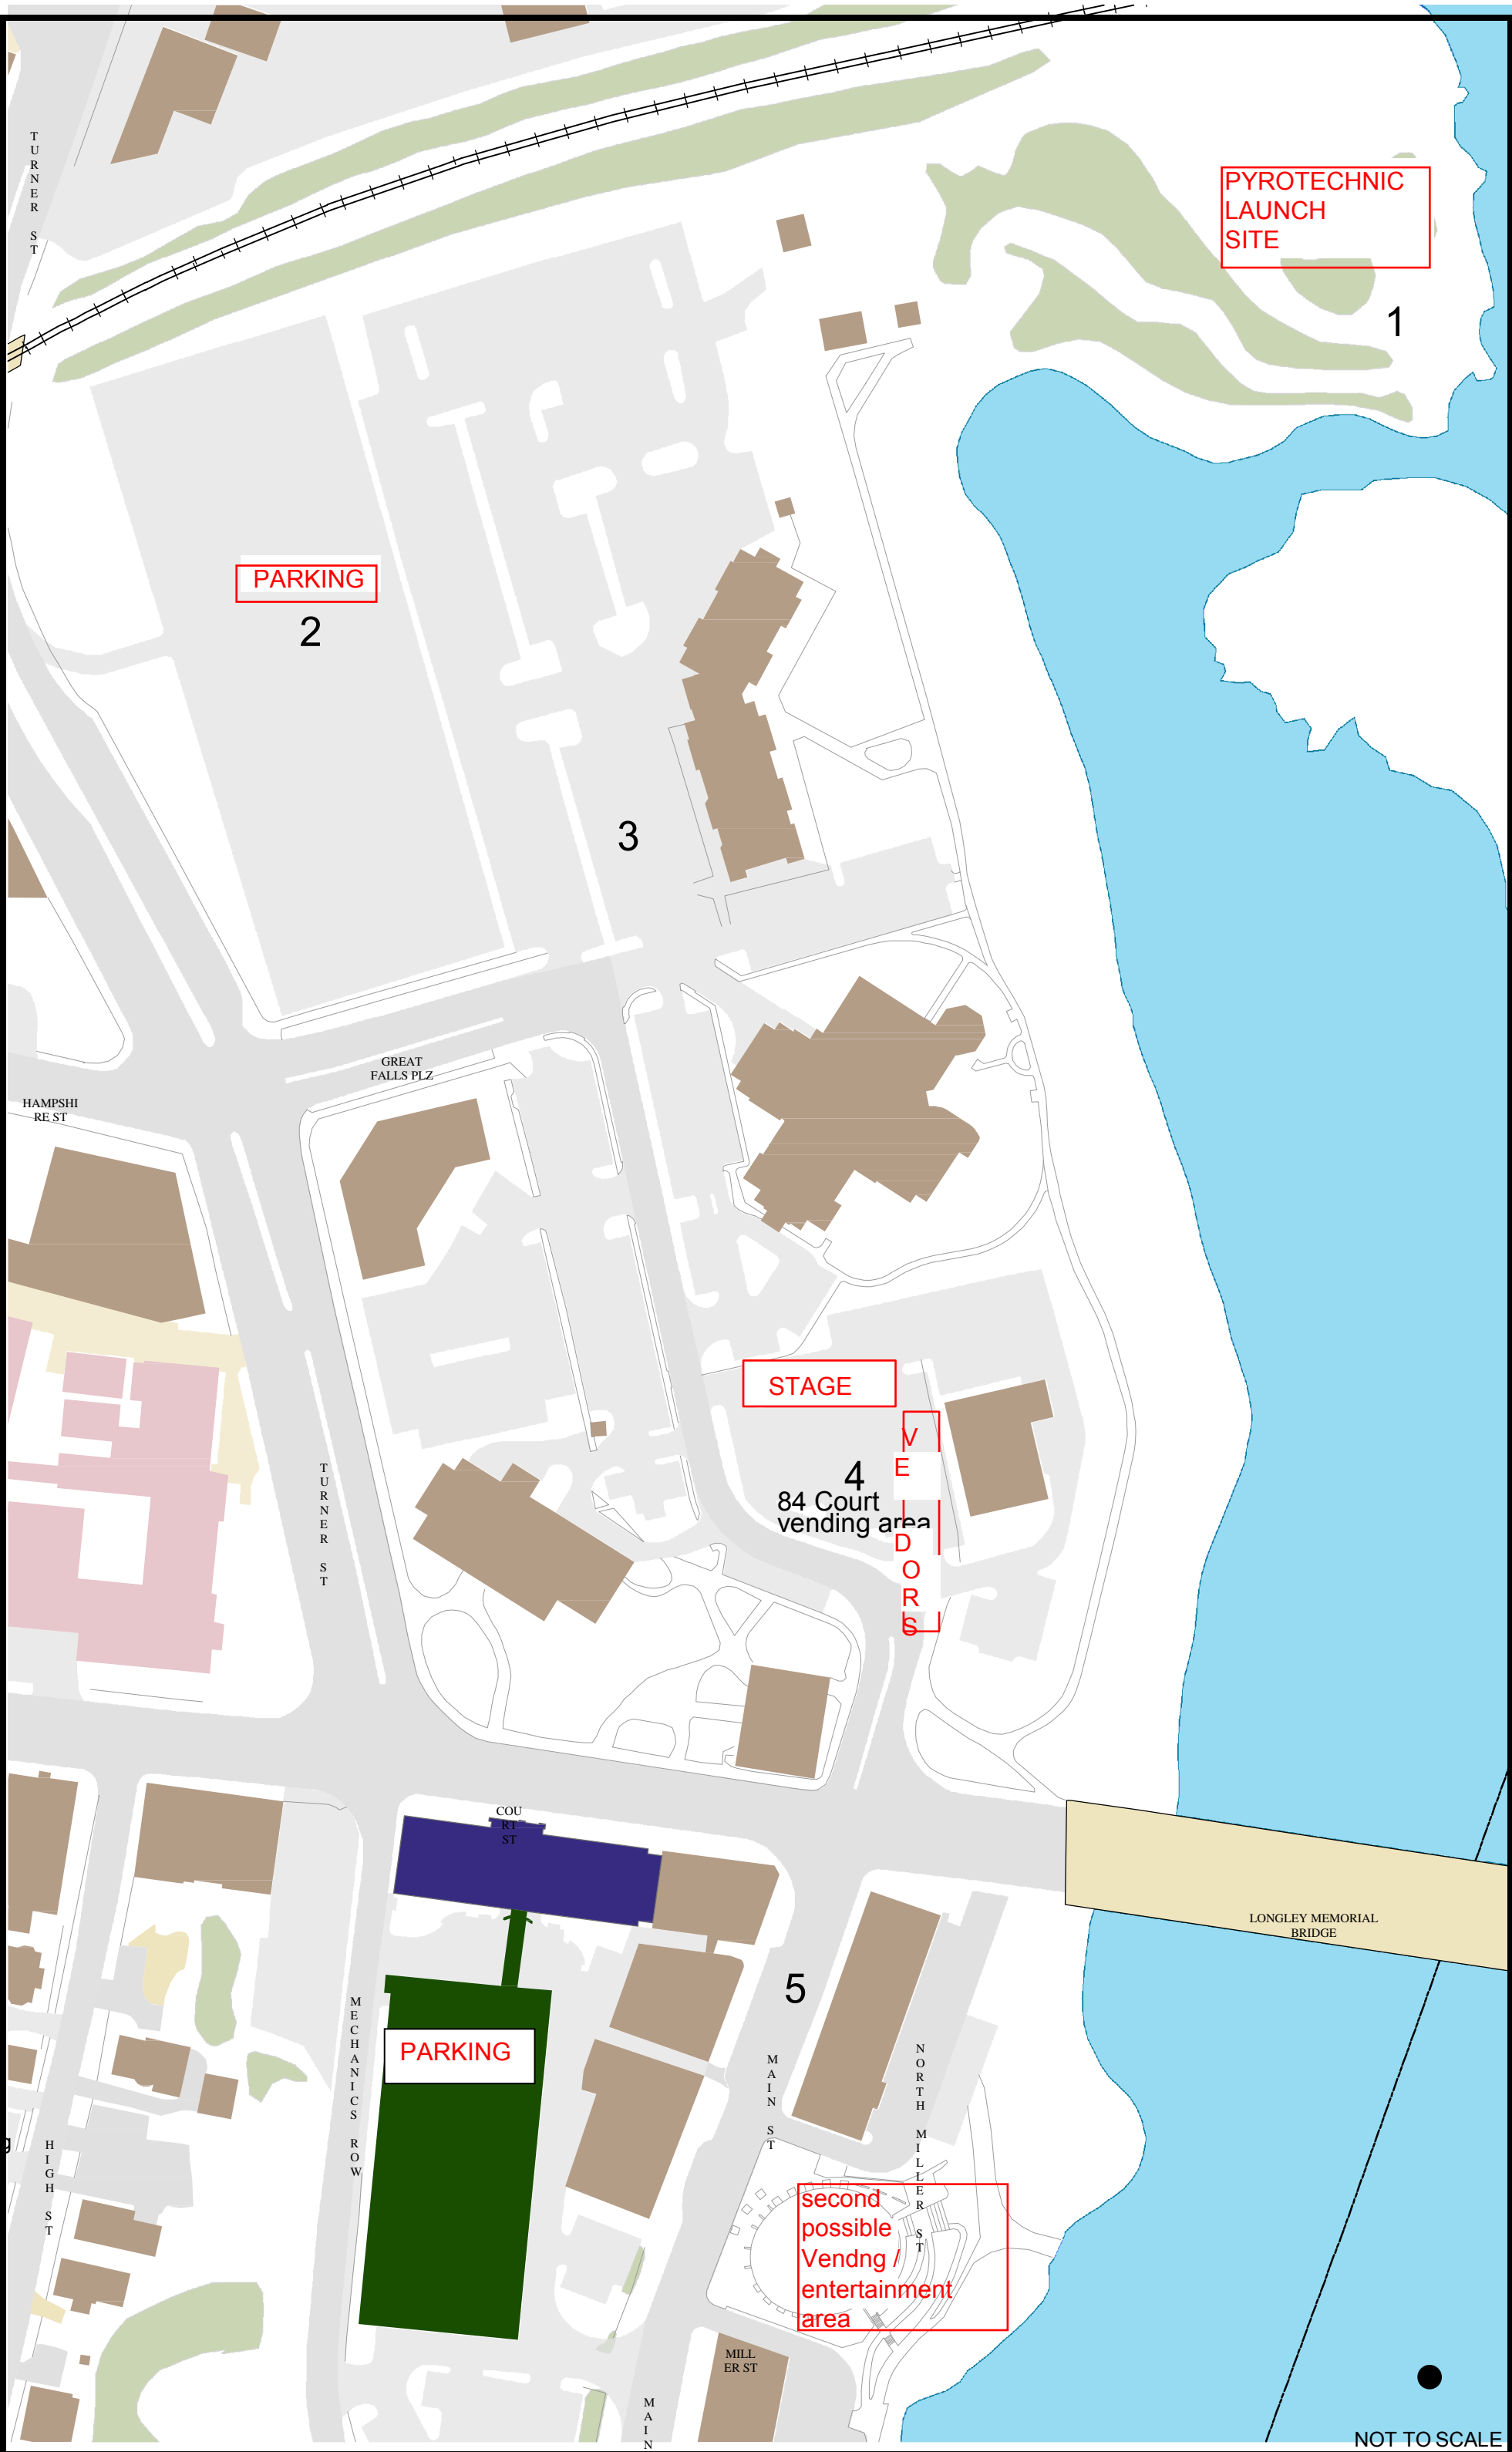 TURNER ST
PYROTECHNIC
LAUNCH
SITE
1
PARKING
2
3
GREAT
FALLS PLZ
HAMPSHI
RE ST
STAGE
VE DORS
4
84 Court
vending area
TURNER ST
COU
RT
ST
LONGLEY MEMORIAL
BRIDGE
5
MECHANICS ROW
PARKING
MAIN ST
NORTH MILLER ST
g
HIGH ST
second
possible
Vendng /
entertainment
area
MILL
ER ST
MAIN
NOT TO SCALE